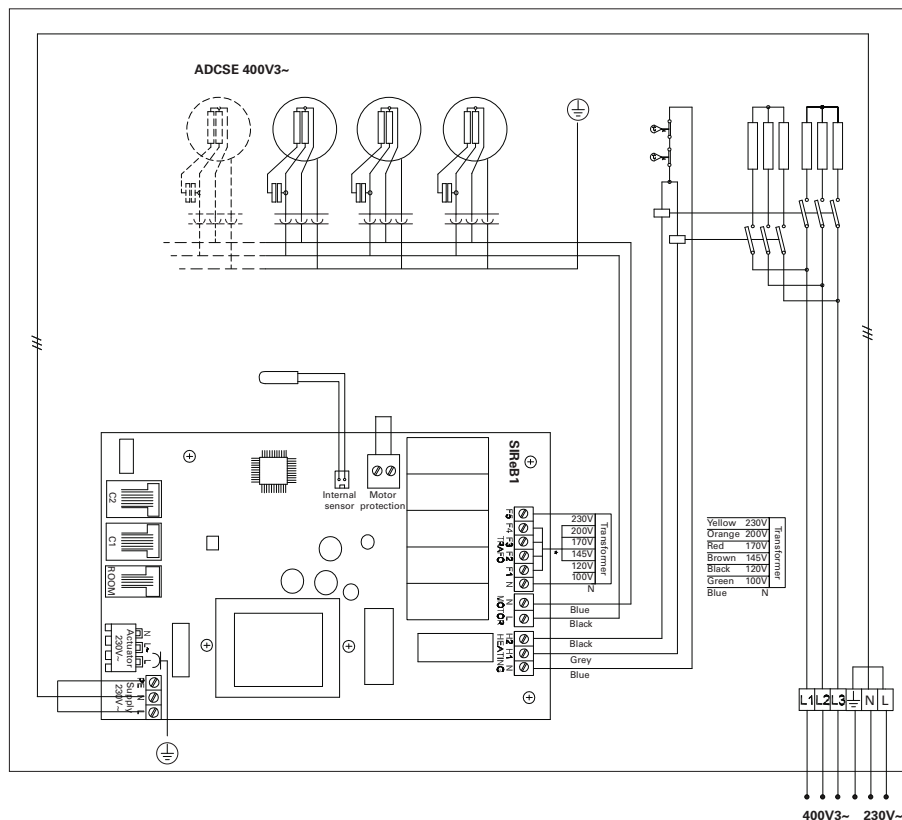 ADCSE 400V3~
SIReB1
Internal
sensor
Motor
protection
C2
C1
ROOM
Actuator
230V~
N
L
L
Supply
230V~
PE
N
L
TRAFO
F5
F4
F3
F2
F1
N
MOTOR
N
L
HEATING
H2
H1
N
230V
200V
170V
145V
120V
100V
N
Transformer
*
Blue
Black
Black
Grey
Blue
Yellow 230V
Orange 200V
Red 170V
Brown 145V
Black 120V
Green 100V
Blue N
Transformer
L1 L2 L3 N L
400V3~ 230V~